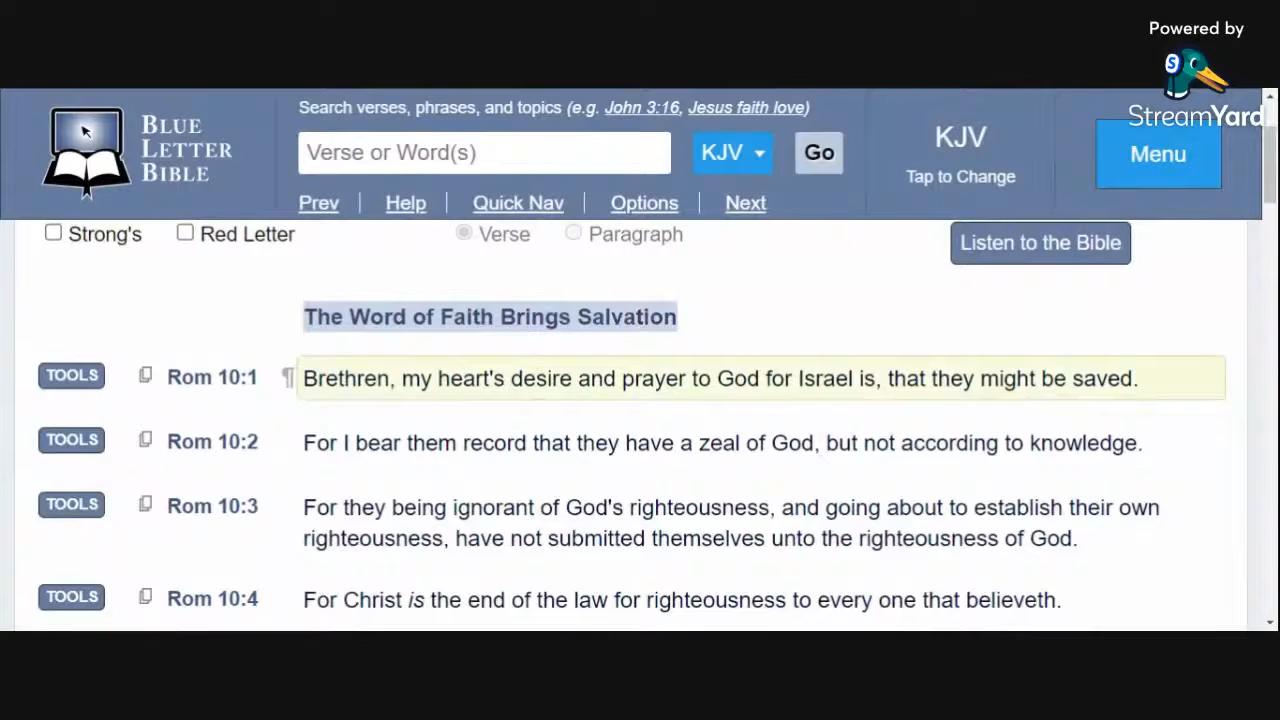 Powered by
S
StreamYard
BLUE
LETTER
BIBLE
Search verses, phrases, and topics (e.g. John 3:16, Jesus faith love)
Verse or Word(s)
KJV
Go
KJV
Tap to Change
Menu
Prev
Help
Quick Nav
Options
Next
Strong's
Red Letter
Verse
Paragraph
Listen to the Bible
The Word of Faith Brings Salvation
TOOLS Rom 10:1 ¶ Brethren, my heart's desire and prayer to God for Israel is, that they might be saved.
TOOLS Rom 10:2 For I bear them record that they have a zeal of God, but not according to knowledge.
TOOLS Rom 10:3 For they being ignorant of God's righteousness, and going about to establish their own
righteousness, have not submitted themselves unto the righteousness of God.
TOOLS Rom 10:4 For Christ is the end of the law for righteousness to every one that believeth.